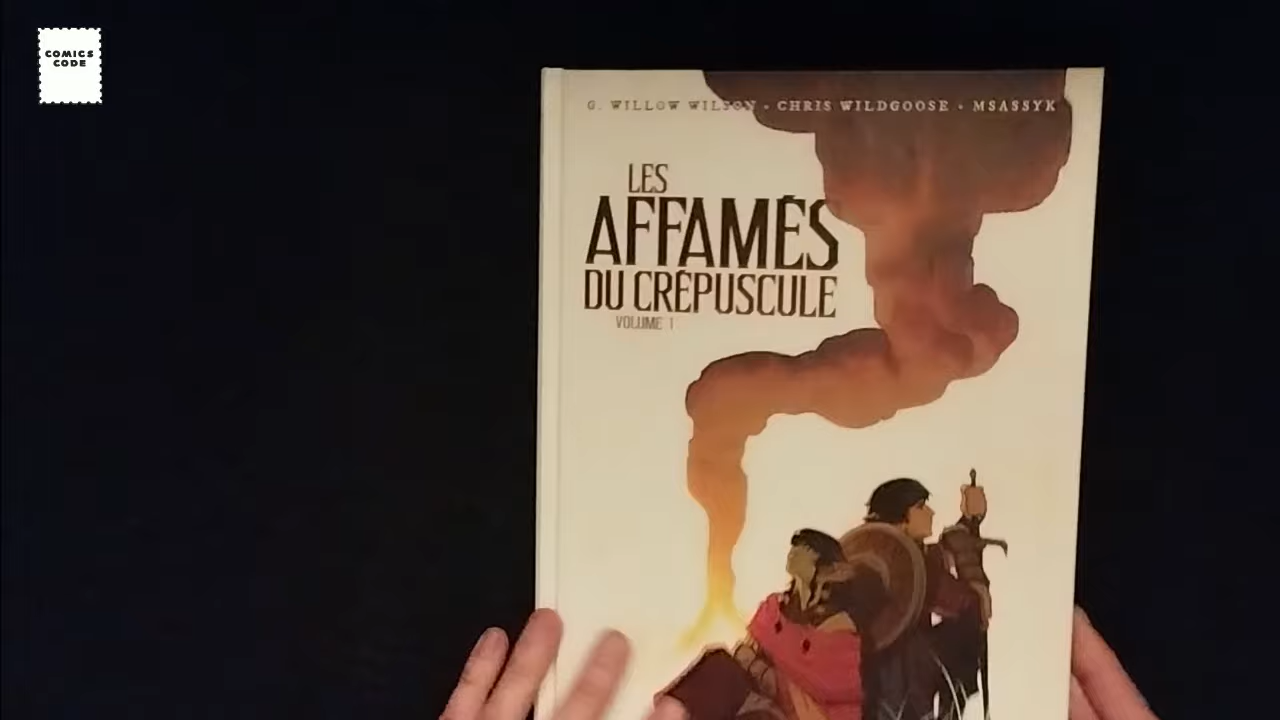 COMICS
CODE
G. WILLOW WILSON • CHRIS WILDGOOSE • MSASSYK
LES
AFFAMÉS
DU CRÉPUSCULE
VOLUME 1